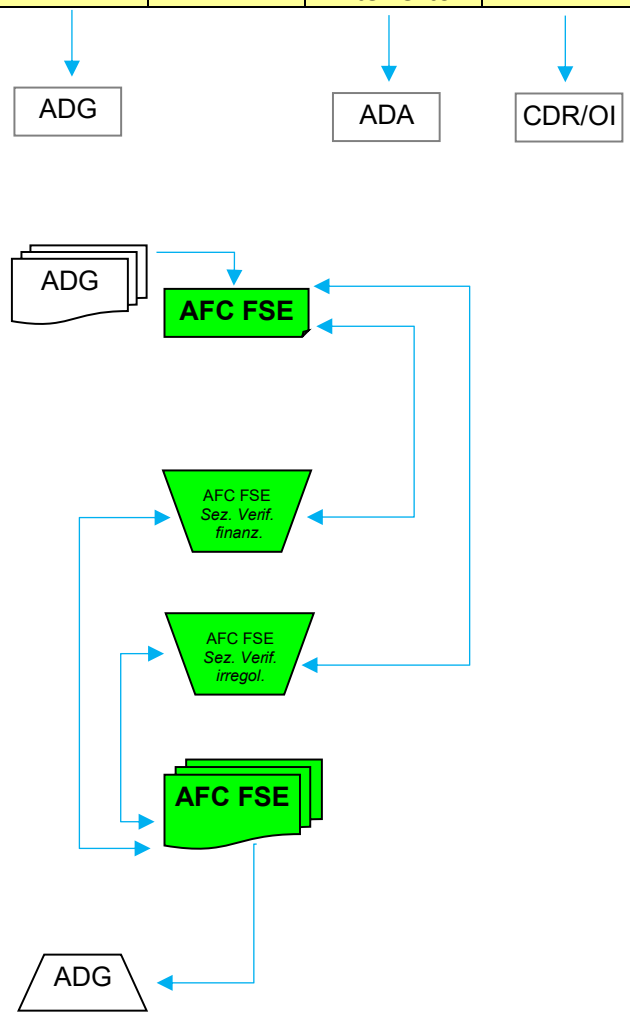 ADG
ADA
CDR/OI
ADG
AFC FSE
AFC FSE
Sez. Verif.
finanz.
AFC FSE
Sez. Verif.
irregol.
AFC FSE
ADG